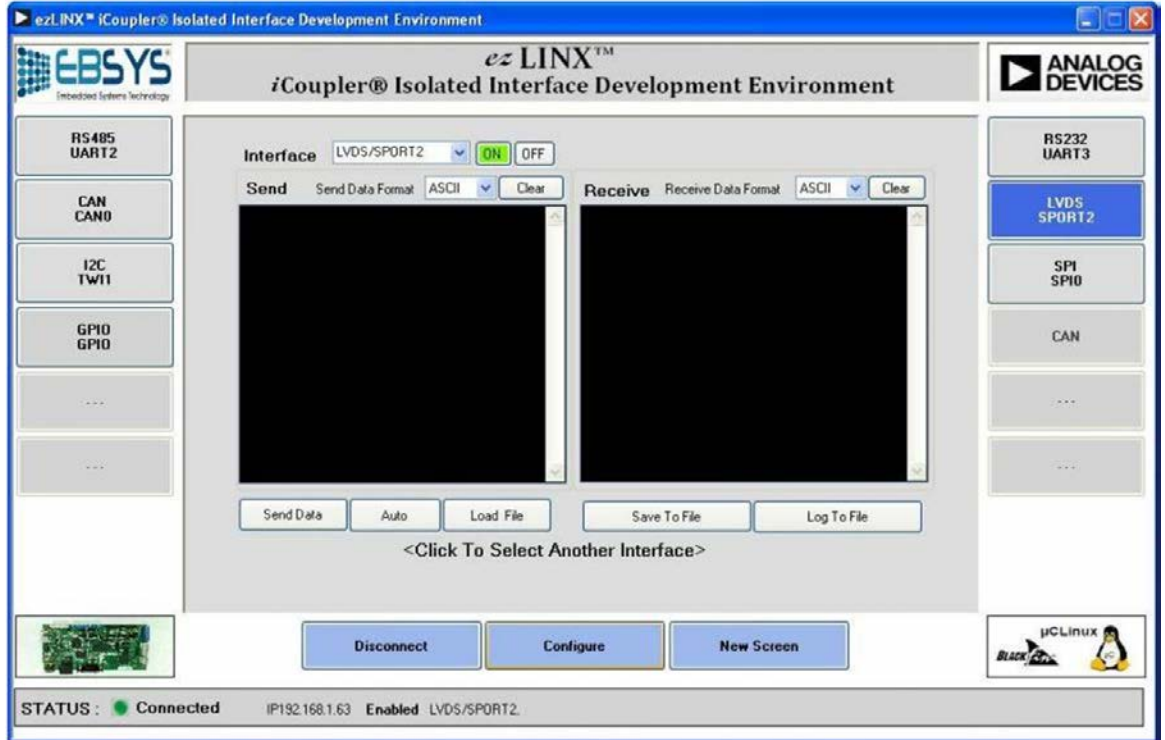 ezLINX™ iCoupler® Isolated Interface Development Environment
EBSYS
Embedded Systems Technology
ez LINX™
iCoupler® Isolated Interface Development Environment
ANALOG
DEVICES
RS485
UART2
CAN
CAN0
I2C
TWI1
GPIO
GPIO
...
...
Interface LVDS/SPORT2 ON OFF
Send Send Data Format ASCII Clear
Receive Receive Data Format ASCII Clear
Send Data Auto Load File
Save To File Log To File
<Click To Select Another Interface>
RS232
UART3
LVDS
SPORT2
SPI
SPI0
CAN
...
...
Disconnect Configure New Screen
µCLinux
BLACKfin
STATUS : Connected IP192.168.1.63 Enabled LVDS/SPORT2,